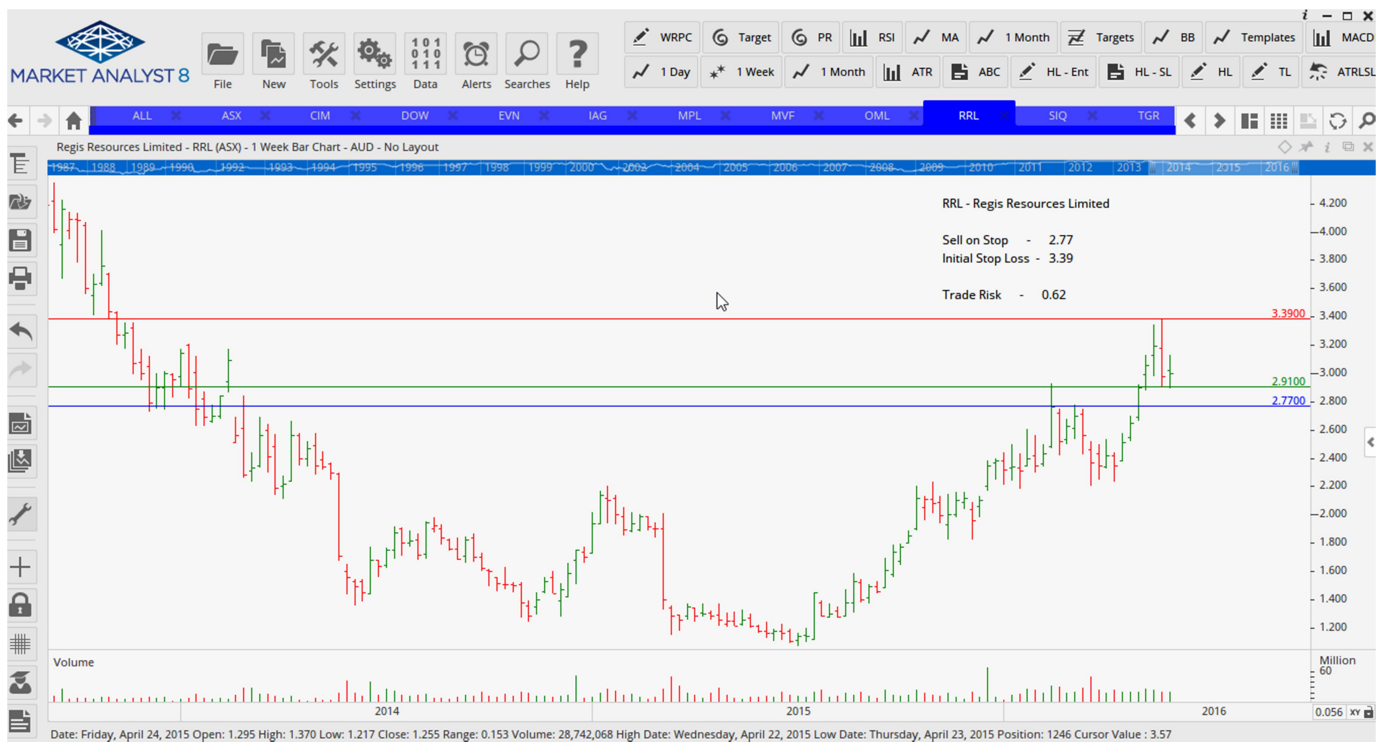 WRPC Target PR RSI MA 1 Month Targets BB Templates MACD
1 Day 1 Week 1 Month ATR ABC HL - Ent HL - SL HL TL ATRLSL
MARKET ANALYST 8
101
010
111
File New Tools Settings Data Alerts Searches Help
ALL ASX CIM DOW EVN IAG MPL MVF OML RRL SIQ TGR
Regis Resources Limited - RRL (ASX) - 1 Week Bar Chart - AUD - No Layout
1987 1988 1989 1990 1992 1993 1994 1995 1996 1997 1998 1999 2000 2002 2004 2005 2006 2007 2008 2009 2010 2011 2012 2013 2014 2015 2016
RRL - Regis Resources Limited
Sell on Stop - 2.77
Initial Stop Loss - 3.39
Trade Risk - 0.62
4.200
4.000
3.800
3.600
3.400
3.3900
3.200
3.000
2.9100
2.800
2.7700
2.600
2.400
2.200
2.000
1.800
1.600
1.400
1.200
Volume
Million
60
2014 2015 2016
0.056 XY
Date: Friday, April 24, 2015 Open: 1.295 High: 1.370 Low: 1.217 Close: 1.255 Range: 0.153 Volume: 28,742,068 High Date: Wednesday, April 22, 2015 Low Date: Thursday, April 23, 2015 Position: 1246 Cursor Value : 3.57